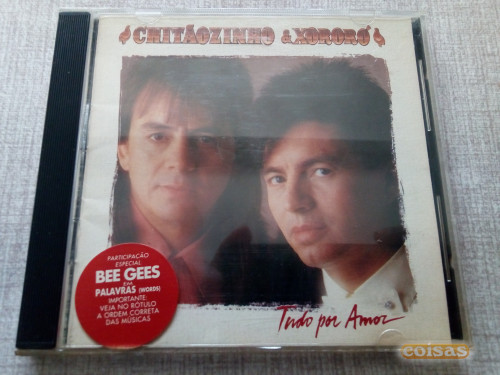 CHITÃOZINHO & XORORÓ
PARTICIPAÇÃO
ESPECIAL
BEE GEES
EM
PALAVRAS (WORDS)
IMPORTANTE:
VEJA NO RÓTULO
A ORDEM CORRETA
DAS MÚSICAS
Tudo por Amor
coisas